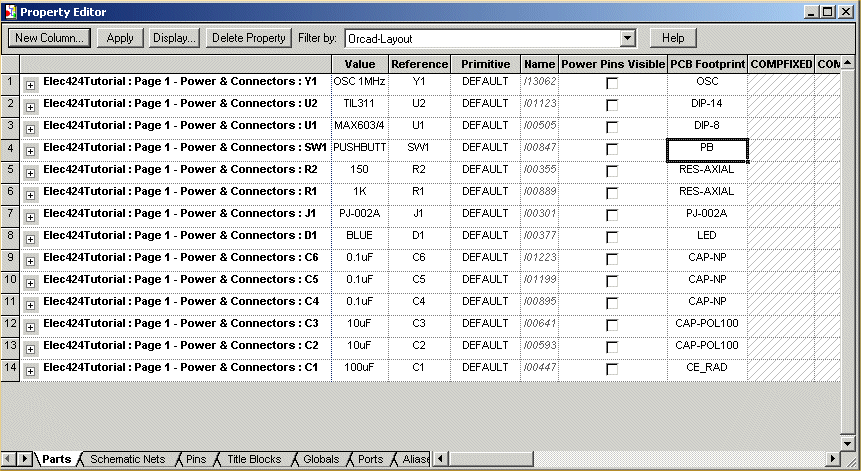 Property Editor
New Column... Apply Display... Delete Property Filter by: Orcad-Layout Help
Value Reference Primitive Name Power Pins Visible PCB Footprint COMPFIXED COM
1 Elec424Tutorial : Page 1 - Power & Connectors : Y1 OSC 1MHz Y1 DEFAULT I13062 OSC
2 Elec424Tutorial : Page 1 - Power & Connectors : U2 TIL311 U2 DEFAULT I01123 DIP-14
3 Elec424Tutorial : Page 1 - Power & Connectors : U1 MAX603/4 U1 DEFAULT I00505 DIP-8
4 Elec424Tutorial : Page 1 - Power & Connectors : SW1 PUSHBUTT SW1 DEFAULT I00847 PB
5 Elec424Tutorial : Page 1 - Power & Connectors : R2 150 R2 DEFAULT I00355 RES-AXIAL
6 Elec424Tutorial : Page 1 - Power & Connectors : R1 1K R1 DEFAULT I00889 RES-AXIAL
7 Elec424Tutorial : Page 1 - Power & Connectors : J1 PJ-002A J1 DEFAULT I00301 PJ-002A
8 Elec424Tutorial : Page 1 - Power & Connectors : D1 BLUE D1 DEFAULT I00377 LED
9 Elec424Tutorial : Page 1 - Power & Connectors : C6 0.1uF C6 DEFAULT I01223 CAP-NP
10 Elec424Tutorial : Page 1 - Power & Connectors : C5 0.1uF C5 DEFAULT I01199 CAP-NP
11 Elec424Tutorial : Page 1 - Power & Connectors : C4 0.1uF C4 DEFAULT I00895 CAP-NP
12 Elec424Tutorial : Page 1 - Power & Connectors : C3 10uF C3 DEFAULT I00641 CAP-POL100
13 Elec424Tutorial : Page 1 - Power & Connectors : C2 10uF C2 DEFAULT I00593 CAP-POL100
14 Elec424Tutorial : Page 1 - Power & Connectors : C1 100uF C1 DEFAULT I00447 CE_RAD
Parts Schematic Nets Pins Title Blocks Globals Ports Aliase